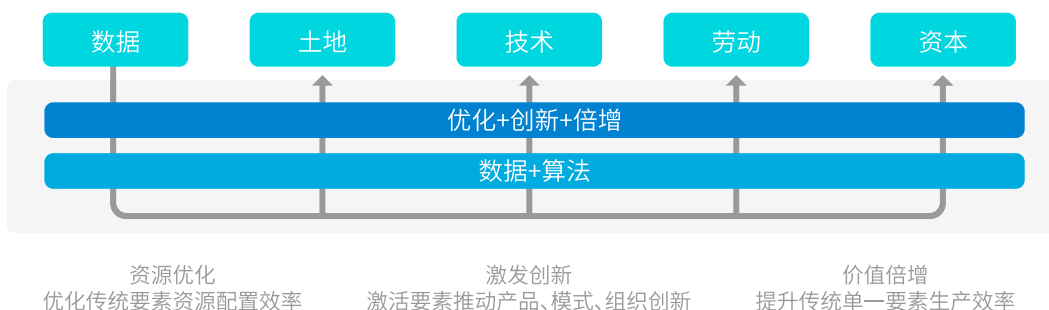 数据
土地
技术
劳动
资本
优化+创新+倍增
数据+算法
资源优化
优化传统要素资源配置效率
激发创新
激活要素推动产品、模式、组织创新
价值倍增
提升传统单一要素生产效率